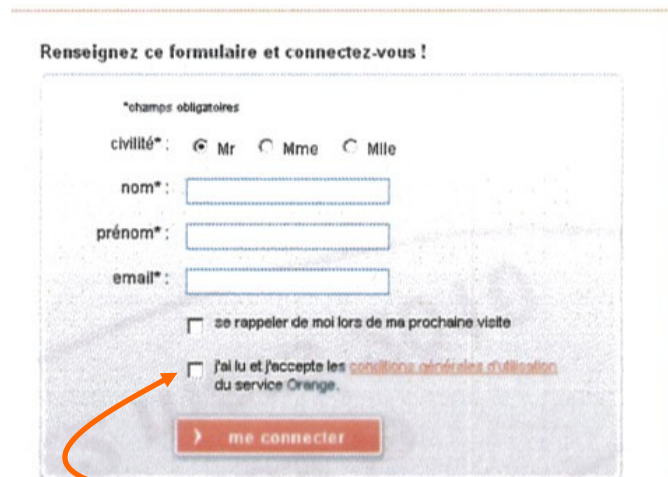 Renseignez ce formulaire et connectez-vous !
*champs obligatoires
civilité* : Mr Mme Mlle
nom* :
prénom* :
email* :
se rappeler de moi lors de ma prochaine visite
j'ai lu et j'accepte les conditions générales d'utilisation
du service Orange.
> me connecter